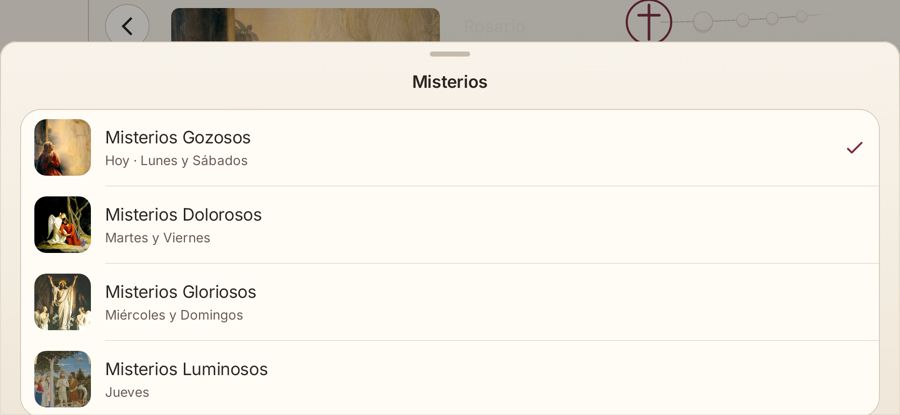 Rosario
Misterios
Misterios Gozosos
Hoy · Lunes y Sábados
Misterios Dolorosos
Martes y Viernes
Misterios Gloriosos
Miércoles y Domingos
Misterios Luminosos
Jueves